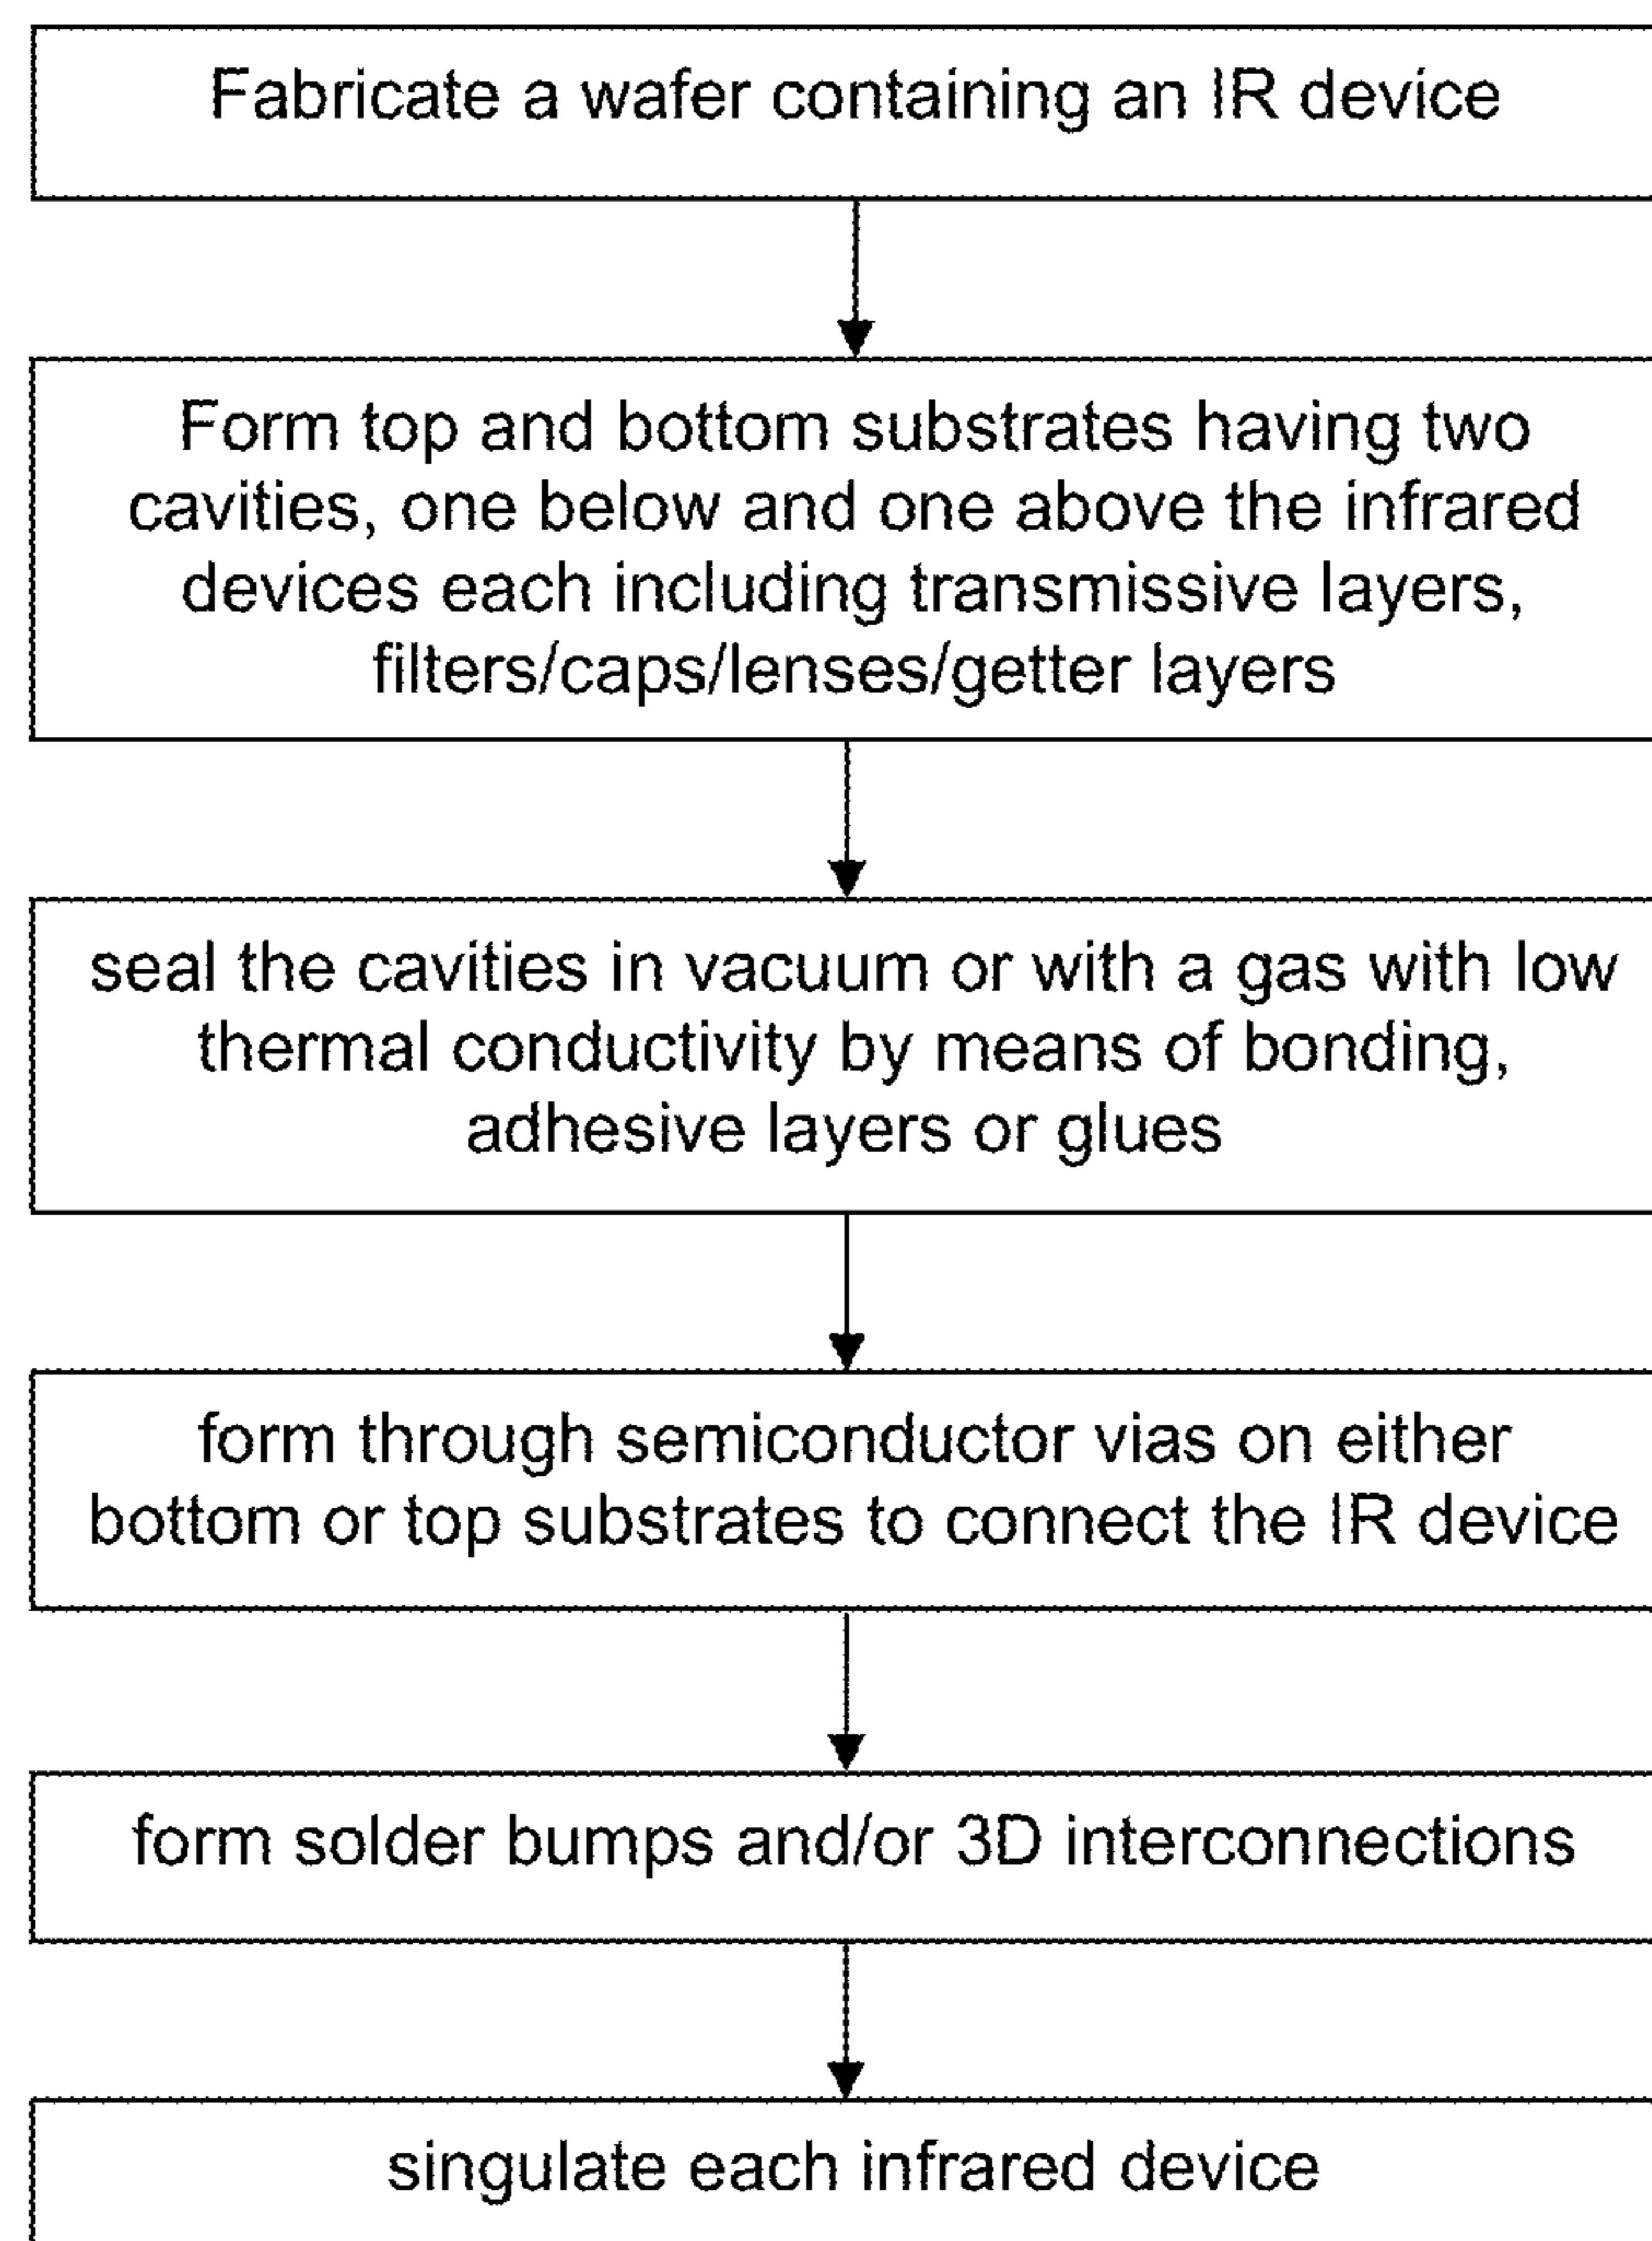 Fabricate a wafer containing an IR device
Form top and bottom substrates having two
cavities, one below and one above the infrared
devices each including transmissive layers,
filters/caps/lenses/getter layers
seal the cavities in vacuum or with a gas with low
thermal conductivity by means of bonding,
adhesive layers or glues
form through semiconductor vias on either
bottom or top substrates to connect the IR device
form solder bumps and/or 3D interconnections
singulate each infrared device